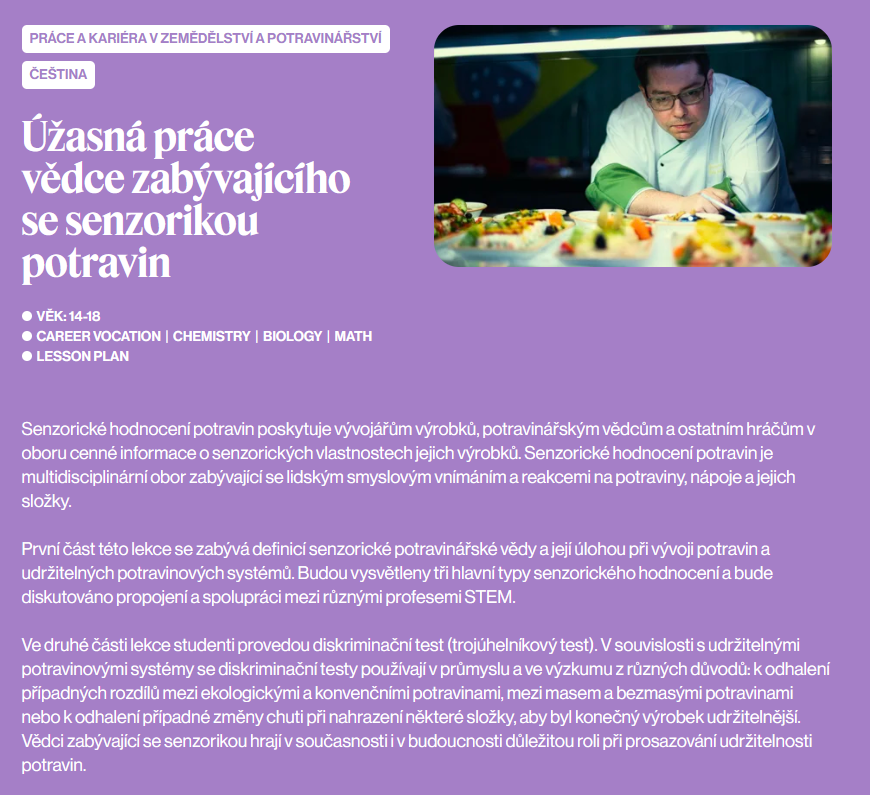 PRÁCE A KARIÉRA V ZEMĚDĚLSTVÍ A POTRAVINÁŘSTVÍ
ČEŠTINA
Úžasná práce
vědce zabývajícího
se senzorikou
potravin
VĚK: 14-18
CAREER VOCATION | CHEMISTRY | BIOLOGY | MATH
LESSON PLAN
Senzorické hodnocení potravin poskytuje vývojářům výrobků, potravinářským vědcům a ostatním hráčům v
oboru cenné informace o senzorických vlastnostech jejich výrobků. Senzorické hodnocení potravin je
multidisciplinární obor zabývající se lidským smyslovým vnímáním a reakcemi na potraviny, nápoje a jejich
složky.
První část této lekce se zabývá definicí senzorické potravinářské vědy a její úlohou při vývoji potravin a
udržitelných potravinových systémů. Budou vysvětleny tři hlavní typy senzorického hodnocení a bude
diskutováno propojení a spolupráci mezi různými profesemi STEM.
Ve druhé části lekce studenti provedou diskriminační test (trojúhelníkový test). V souvislosti s udržitelnými
potravinovými systémy se diskriminační testy používají v průmyslu a ve výzkumu z různých důvodů: k odhalení
případných rozdílů mezi ekologickými a konvenčními potravinami, mezi masem a bezmasými potravinami
nebo k odhalení případné změny chuti při nahrazení některé složky, aby byl konečný výrobek udržitelnější.
Vědci zabývající se senzorikou hrají v současnosti i v budoucnosti důležitou roli při prosazování udržitelnosti
potravin.